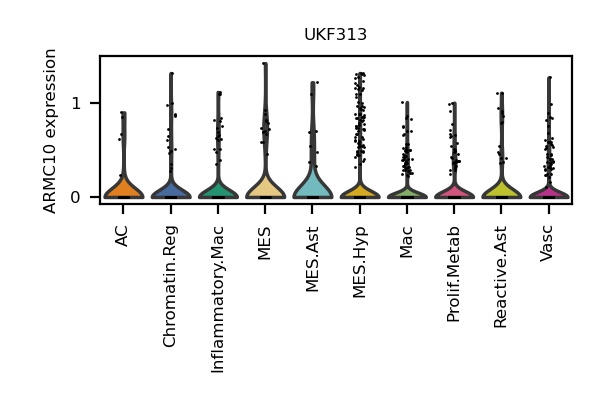 UKF313
ARMC10 expression
1
0
AC
Chromatin.Reg
Inflammatory.Mac
MES
MES.Ast
MES.Hyp
Mac
Prolif.Metab
Reactive.Ast
Vasc